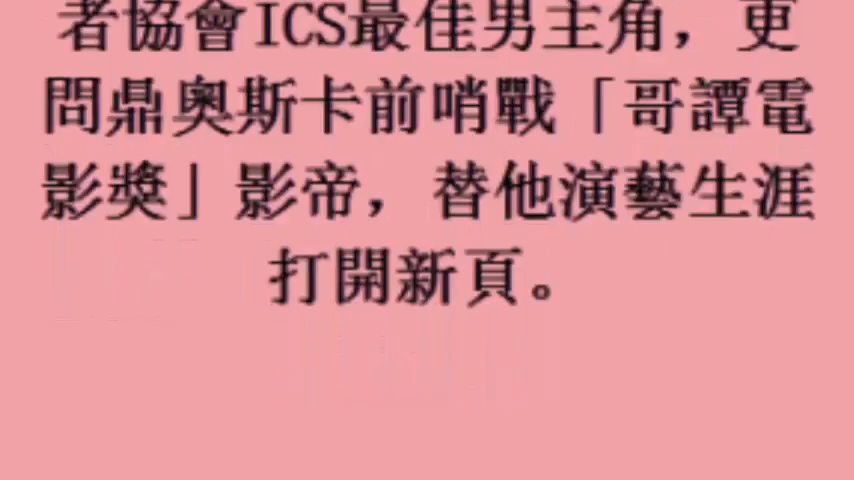 者協會ICS最佳男主角，更
問鼎奧斯卡前哨戰「哥譚電
影獎」影帝，替他演藝生涯
打開新頁。